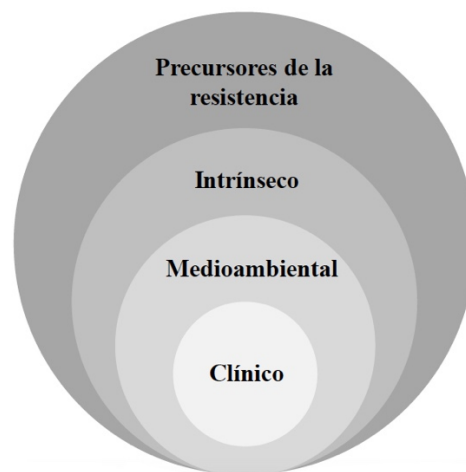 Precursores de la
resistencia
Intrínseco
Medioambiental
Clínico